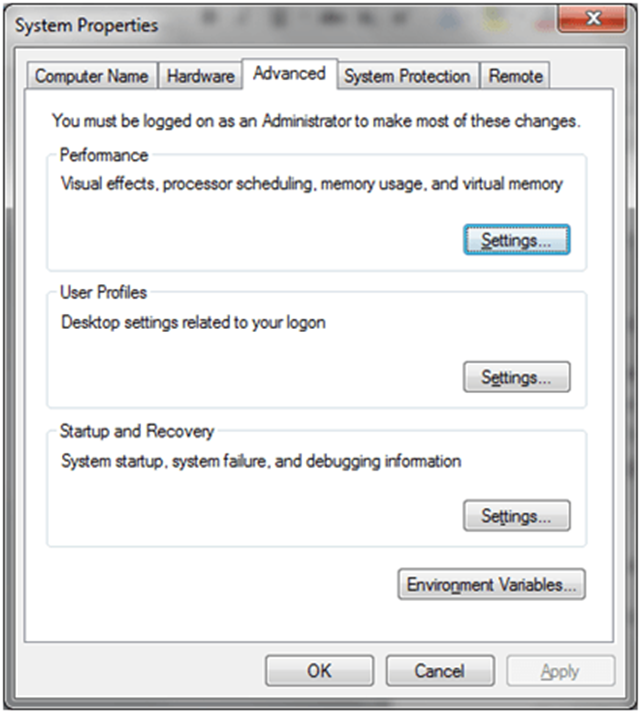 System Properties
Computer Name Hardware Advanced System Protection Remote
You must be logged on as an Administrator to make most of these changes.
Performance
Visual effects, processor scheduling, memory usage, and virtual memory
Settings...
User Profiles
Desktop settings related to your logon
Settings...
Startup and Recovery
System startup, system failure, and debugging information
Settings...
Environment Variables...
OK Cancel Apply